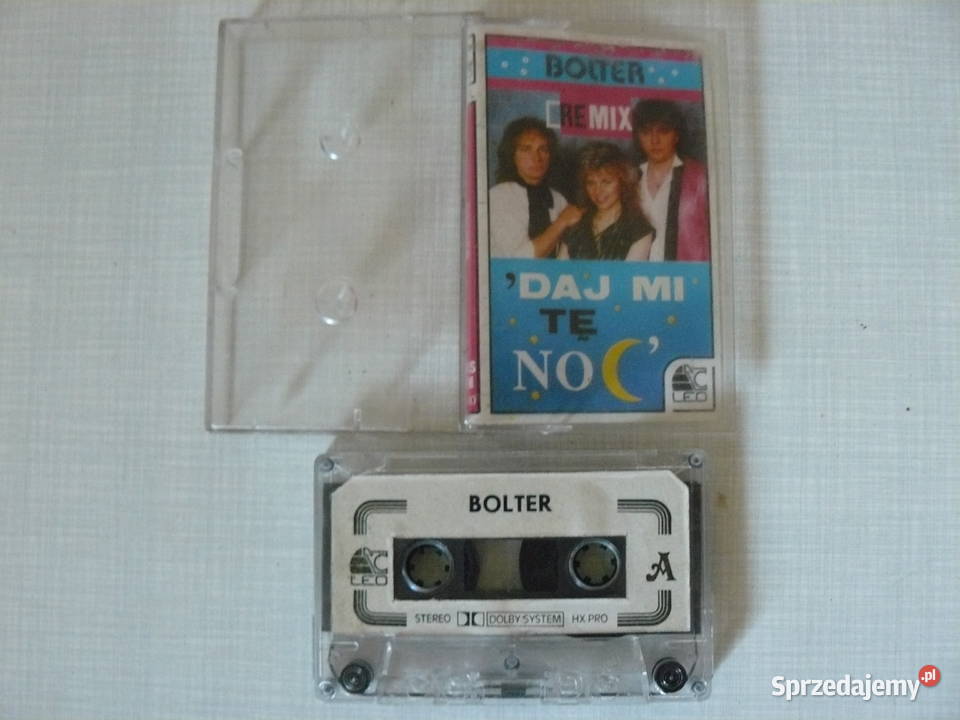 BOLTER
REMIX
'DAJ MI
TĘ
NOC'
LEO
BOLTER
LEO
A
STEREO DOLBY SYSTEM HX PRO
Sprzedajemy.pl